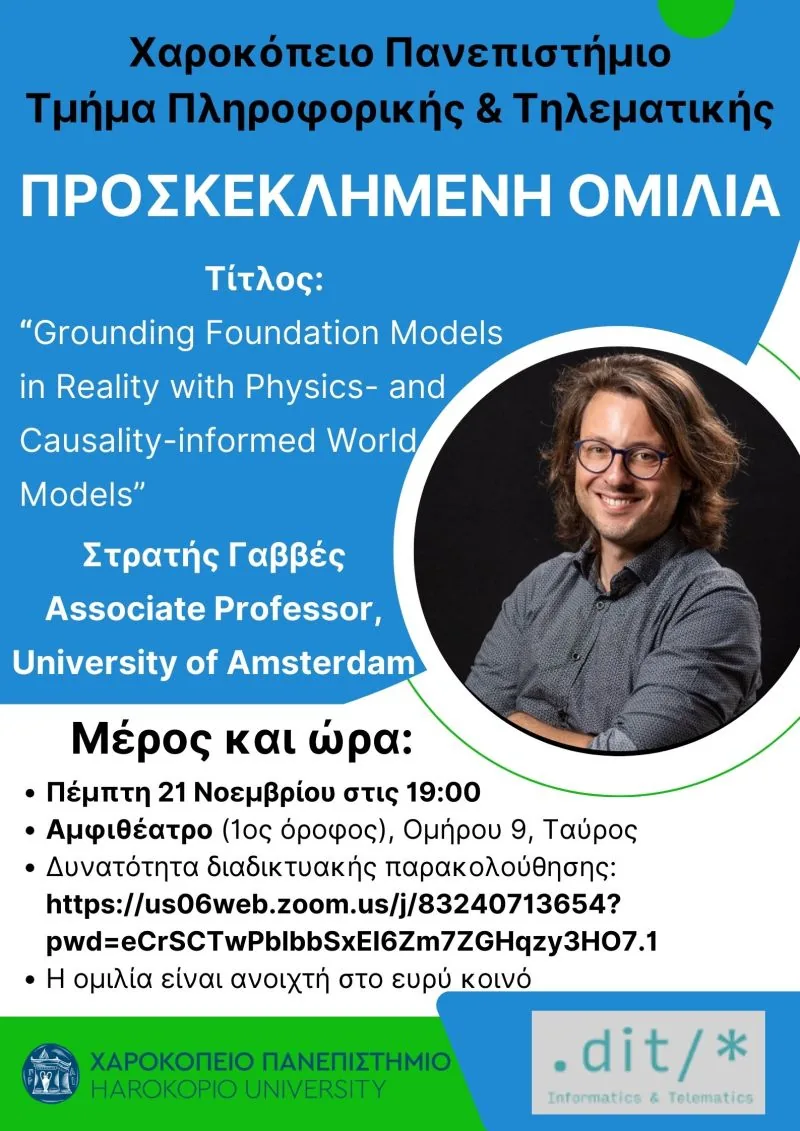 Χαροκόπειο Πανεπιστήμιο
Τμήμα Πληροφορικής & Τηλεματικής
ΠΡΟΣΚΕΚΛΗΜΕΝΗ ΟΜΙΛΙΑ
Τίτλος:
“Grounding Foundation Models
in Reality with Physics- and
Causality-informed World
Models”
Στρατής Γαββές
Associate Professor,
University of Amsterdam
Μέρος και ώρα:
• Πέμπτη 21 Νοεμβρίου στις 19:00
• Αμφιθέατρο (1ος όροφος), Ομήρου 9, Ταύρος
• Δυνατότητα διαδικτυακής παρακολούθησης:
https://us06web.zoom.us/j/83240713654?
pwd=eCrSCTwPbIbbSxEI6Zm7ZGHqzy3HO7.1
• Η ομιλία είναι ανοιχτή στο ευρύ κοινό
ΧΑΡΟΚΟΠΕΙΟ ΠΑΝΕΠΙΣΤΗΜΙΟ
HAROKOPIO UNIVERSITY
.dit/*
Informatics & Telematics